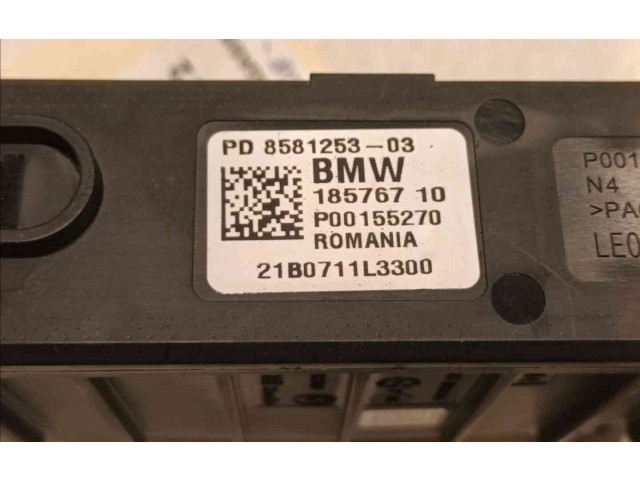 PD 8581253-03
BMW
185767 10
P00155270
ROMANIA
21B0711L3300
P001
N4
>PA
LE0